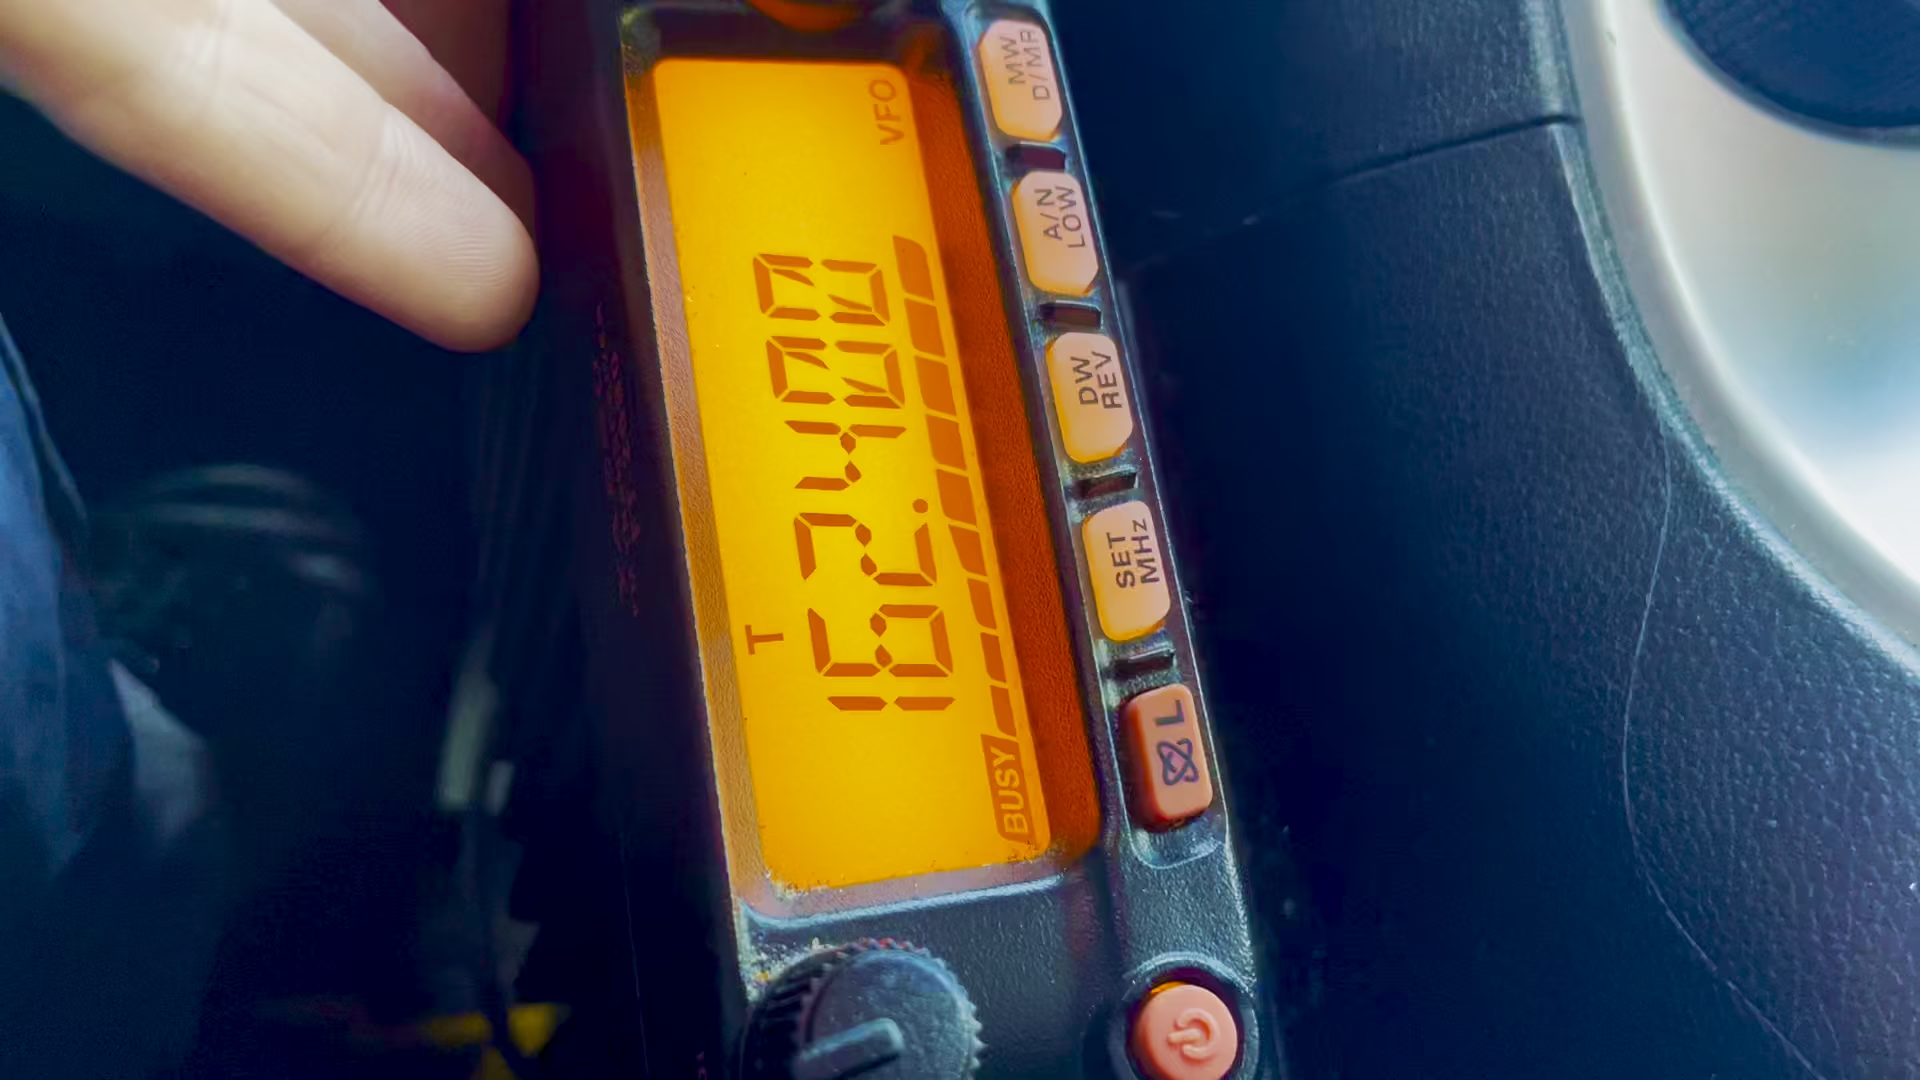 T
162.400
BUSY
VFO
L
SET
MHz
DW
REV
A/N
LOW
MW
D/MR